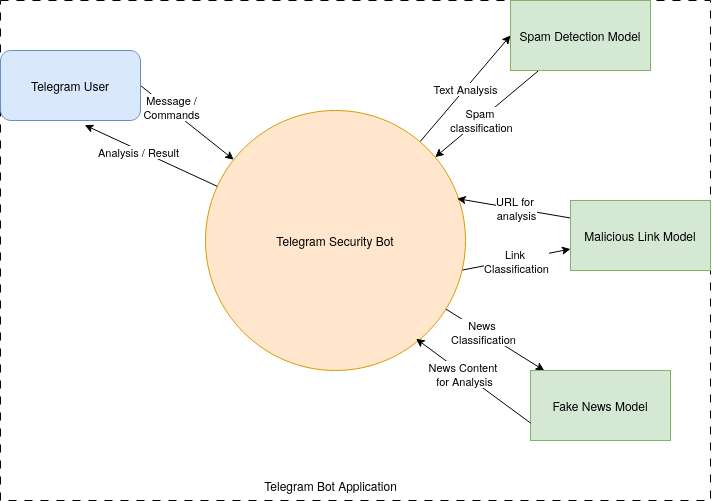 Spam Detection Model
Telegram User
Text Analysis
Message /
Commands
Spam
classification
Analysis / Result
URL for
analysis
Telegram Security Bot
Malicious Link Model
Link
Classification
News
Classification
News Content
for Analysis
Fake News Model
Telegram Bot Application